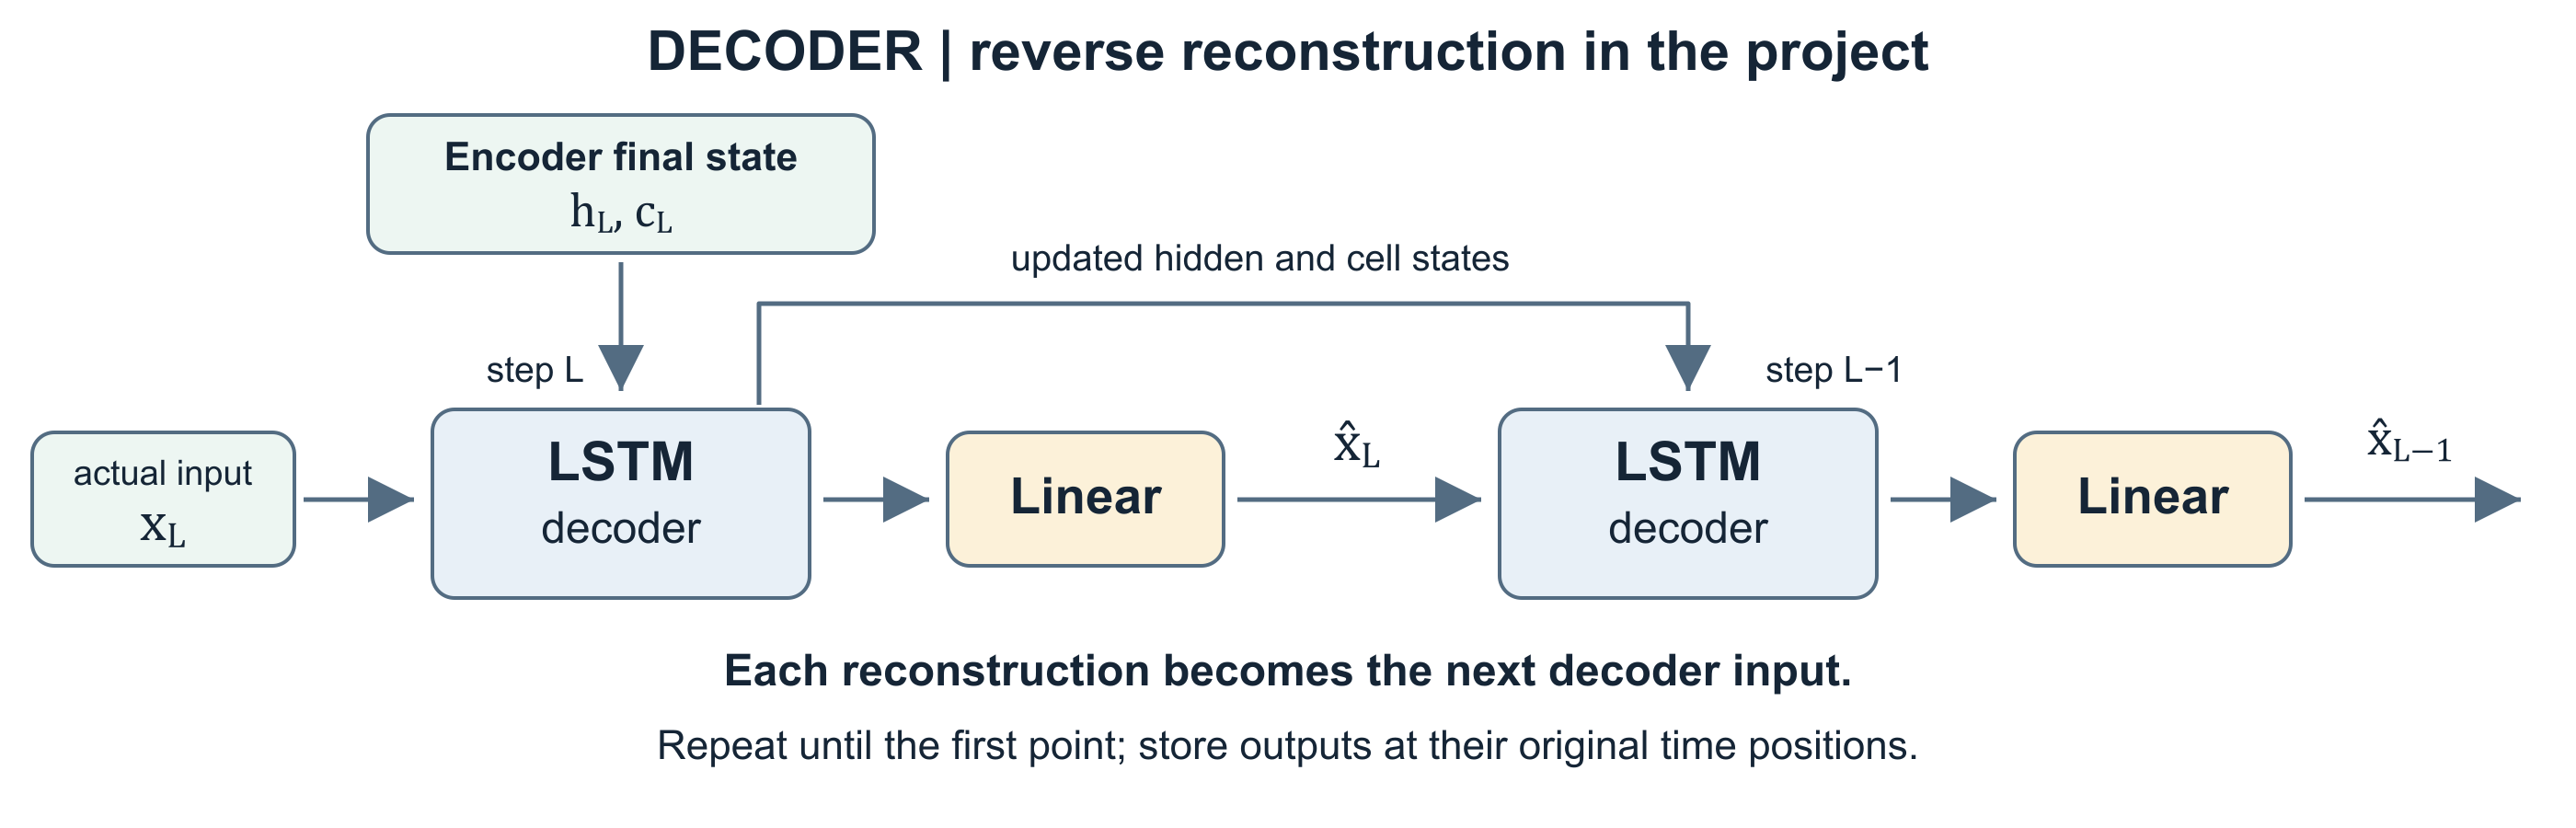 DECODER | reverse reconstruction in the project
Encoder final state
h_L, c_L
updated hidden and cell states
step L
step L−1
actual input
x_L
LSTM
decoder
Linear
x̂_L
LSTM
decoder
Linear
x̂_{L−1}
Each reconstruction becomes the next decoder input.
Repeat until the first point; store outputs at their original time positions.